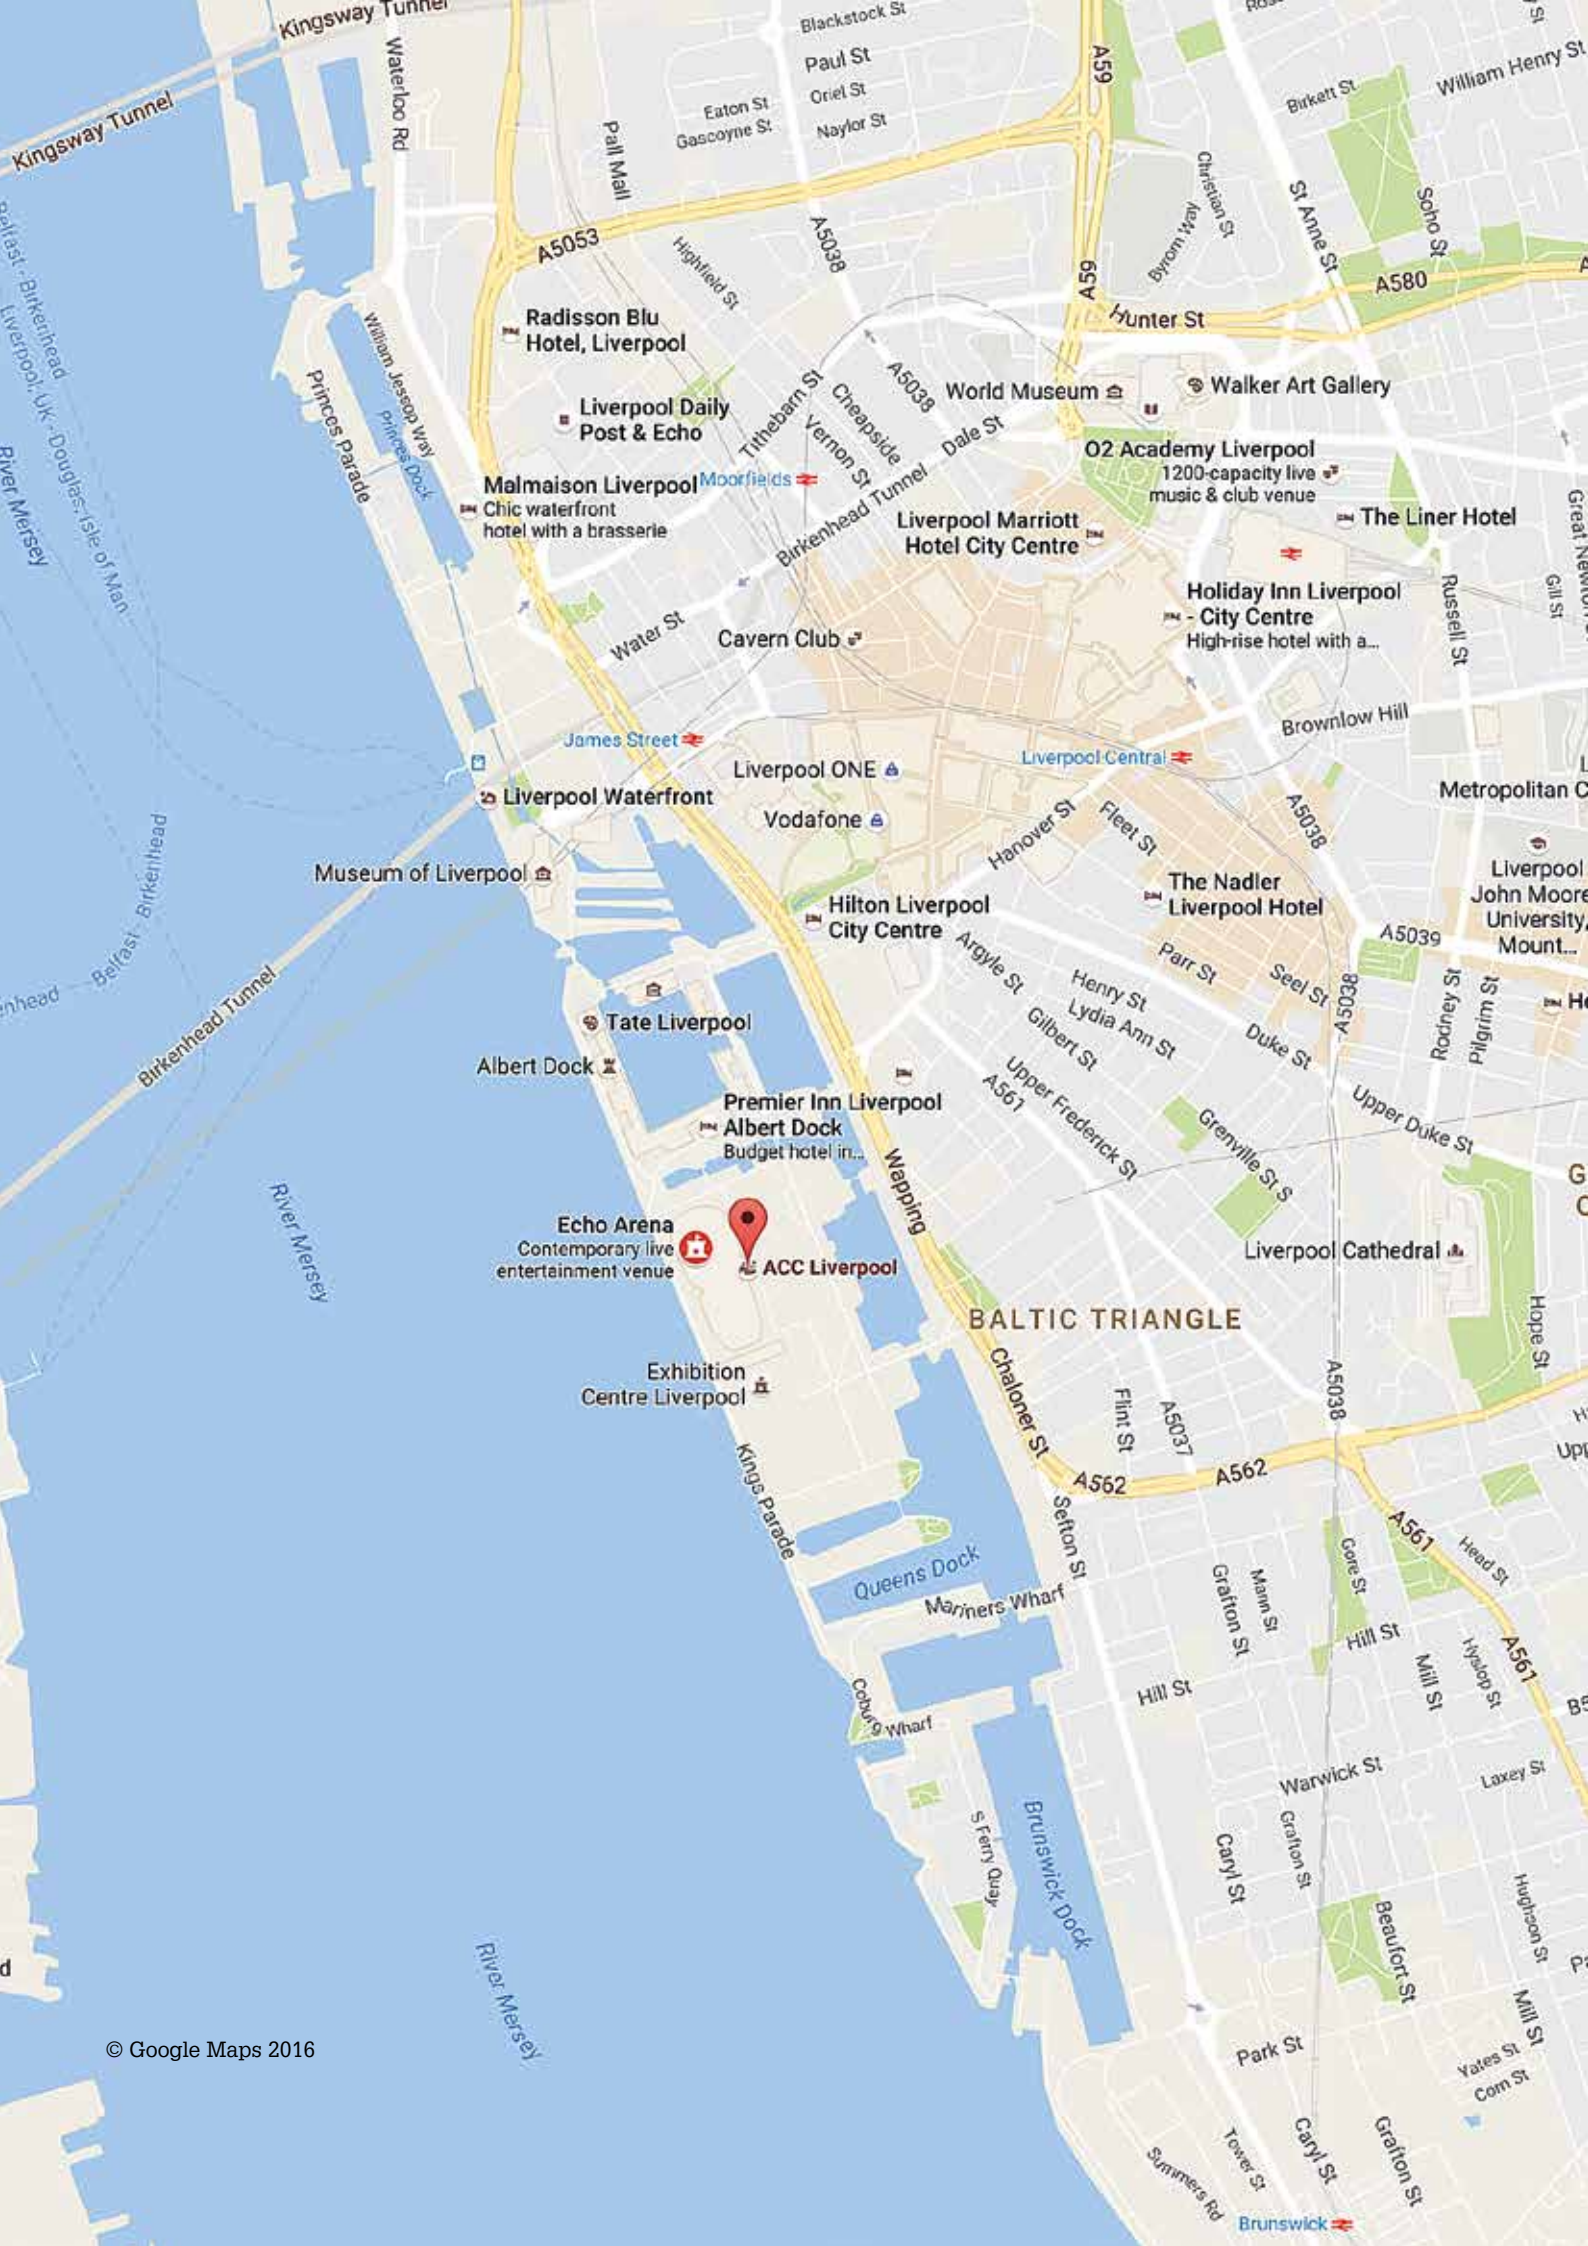 Kingsway Tunnel
Kingsway Tunnel
Waterloo Rd
Blackstock St
Paul St
Oriel St
Eaton St
Gascoyne St
Naylor St
Pall Mall
A59
Birkett St
William Henry St
Christian St
Byrom Way
St Anne St
Soho St
A5053
Highfield St
A5038
A59
A580
Hunter St
Belfast - Birkenhead
Liverpool, UK - Douglas, Isle of Man
River Mersey
William Jessop Way
Princes Parade
Princes Dock
Radisson Blu
Hotel, Liverpool
Liverpool Daily
Post & Echo
Tithebarn St
Cheapside
Vernon St
A5038
Dale St
World Museum
Walker Art Gallery
O2 Academy Liverpool
1200-capacity live
music & club venue
Malmaison Liverpool
Chic waterfront
hotel with a brasserie
Moorfields
Birkenhead Tunnel
Liverpool Marriott
Hotel City Centre
The Liner Hotel
Holiday Inn Liverpool
- City Centre
High-rise hotel with a...
Russell St
Gill St
Water St
Cavern Club
Brownlow Hill
James Street
Liverpool ONE
Liverpool Central
Liverpool Waterfront
Vodafone
Hanover St
Fleet St
A5038
Metropolitan C
Museum of Liverpool
Belfast Birkenhead
Birkenhead Tunnel
Hilton Liverpool
City Centre
The Nadler
Liverpool Hotel
Liverpool
John Moore
University,
Mount...
A5039
Argyle St
Parr St
Seel St
A5038
Henry St
Lydia Ann St
Gilbert St
Duke St
Rodney St
Pilgrim St
Tate Liverpool
Albert Dock
Premier Inn Liverpool
Albert Dock
Budget hotel in...
A561
Upper Frederick St
Grenville St S
Upper Duke St
Wapping
River Mersey
Echo Arena
Contemporary live
entertainment venue
ACC Liverpool
Liverpool Cathedral
BALTIC TRIANGLE
Hope St
Exhibition
Centre Liverpool
Chaloner St
Flint St
A5037
A5038
Kings Parade
A562
A562
Sefton St
A561
Head St
Gore St
Queens Dock
Mariners Wharf
Grafton St
Mann St
Hill St
Mill St
Hyslop St
A561
Hill St
Coburg Wharf
Warwick St
Laxey St
S Ferry Quay
Brunswick Dock
Caryl St
Grafton St
Beaufort St
Hughson St
Mill St
River Mersey
© Google Maps 2016
Park St
Yates St
Corn St
Summers Rd
Tower St
Caryl St
Grafton St
Brunswick